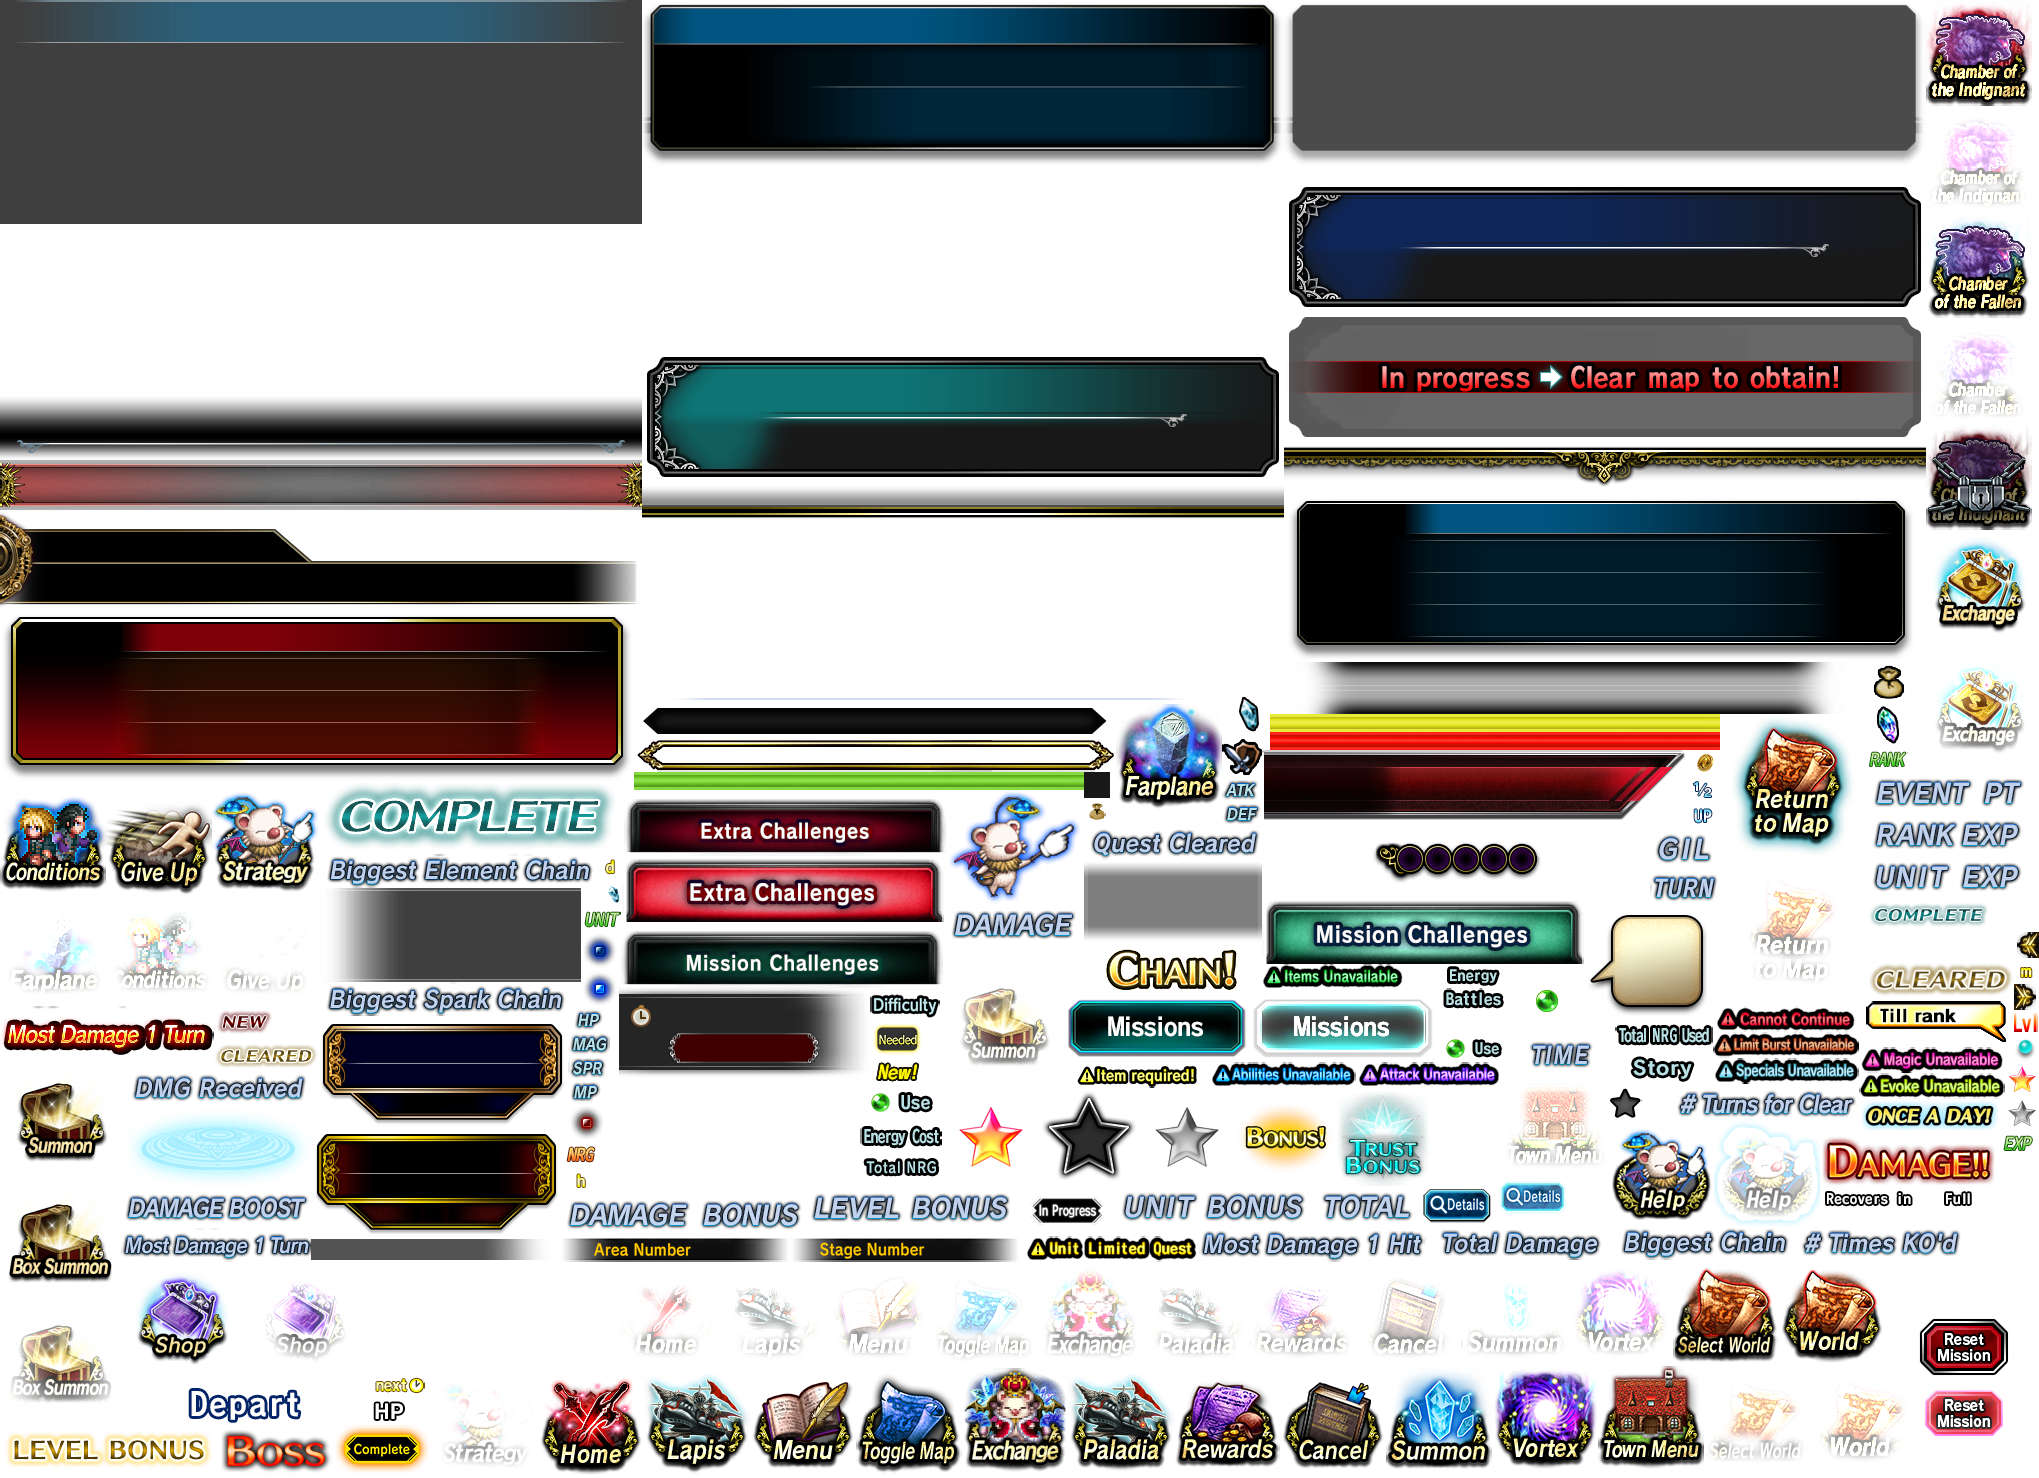 Chamber of
the Indignant
Chamber of
the Indignant
Chamber
of the Fallen
In progress ➡ Clear map to obtain!
Chamber
of the Fallen
Chamber of
the Indignant
Exchange
Exchange
RANK
Farplane
ATK
DEF
½
UP
Return
to Map
EVENT PT
RANK EXP
UNIT EXP
COMPLETE
Conditions
Give Up
Strategy
COMPLETE
Biggest Element Chain
d
Extra Challenges
Extra Challenges
Mission Challenges
DAMAGE
Quest Cleared
GIL
TURN
UNIT
Farplane
Conditions
Give Up
Biggest Spark Chain
CHAIN!
Mission Challenges
Items Unavailable
Energy
Battles
Return
to Map
CLEARED
m
Till rank
Lvl
Most Damage 1 Turn
NEW
CLEARED
DMG Received
HP
MAG
SPR
MP
Difficulty
Needed
New!
Use
Energy Cost
Total NRG
Summon
Missions
Missions
Use
Item required!
Abilities Unavailable
Attack Unavailable
TIME
Total NRG Used
Story
Cannot Continue
Limit Burst Unavailable
Specials Unavailable
Magic Unavailable
Evoke Unavailable
# Turns for Clear
ONCE A DAY!
EXP
Summon
NRG
h
BONUS!
TRUST
BONUS
Town Menu
Help
Help
DAMAGE!!
Recovers in
Full
DAMAGE BOOST
DAMAGE BONUS
LEVEL BONUS
In Progress
UNIT BONUS
TOTAL
Details
Details
Box Summon
Most Damage 1 Turn
Area Number
Stage Number
Unit Limited Quest
Most Damage 1 Hit
Total Damage
Biggest Chain
# Times KO'd
Shop
Shop
Home
Lapis
Menu
Toggle Map
Exchange
Paladia
Rewards
Cancel
Summon
Vortex
Select World
World
Reset
Mission
Box Summon
Depart
next
HP
Reset
Mission
LEVEL BONUS
BOSS
Complete
Strategy
Home
Lapis
Menu
Toggle Map
Exchange
Paladia
Rewards
Cancel
Summon
Vortex
Town Menu
Select World
World